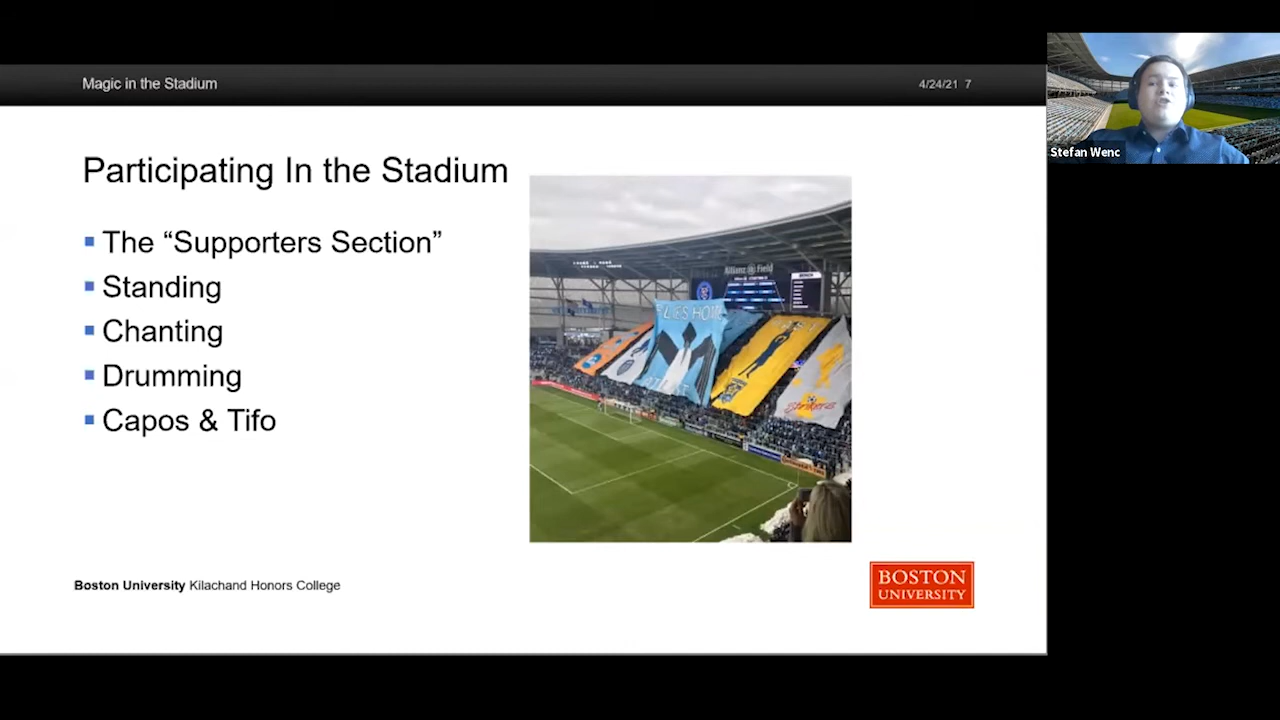 Magic in the Stadium
4/24/21 7
Stefan Wenc
Participating In the Stadium
The “Supporters Section”
Standing
Chanting
Drumming
Capos & Tifo
Allianz Field
Strikers
Boston University Kilachand Honors College
BOSTON
UNIVERSITY